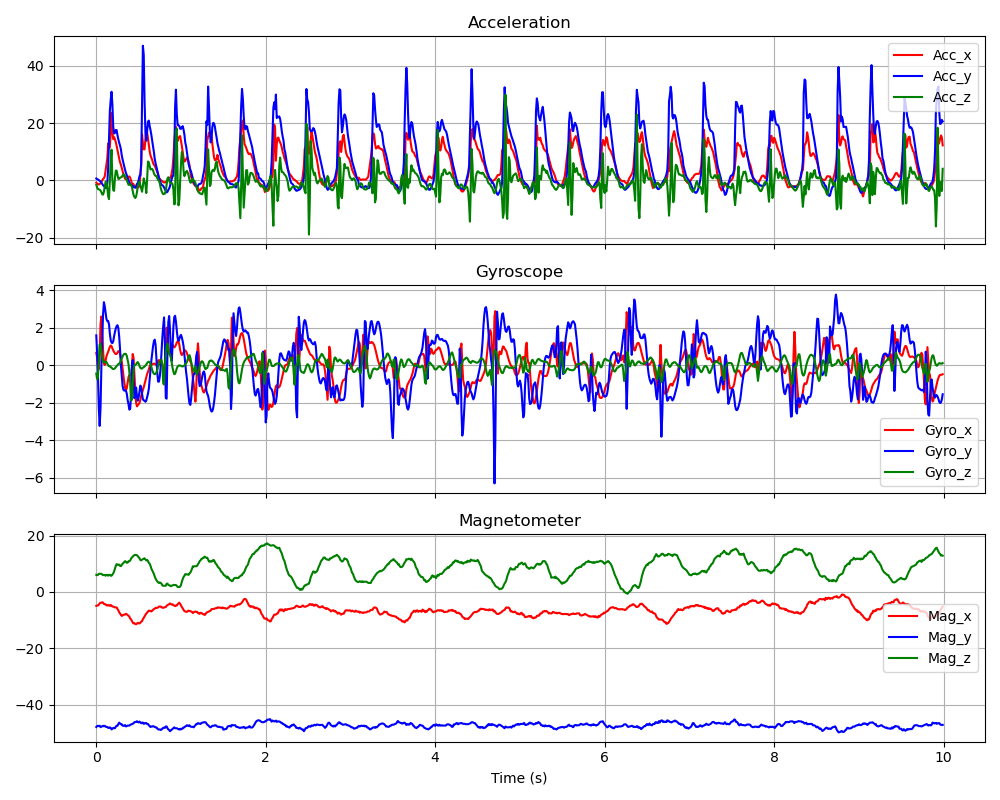 Acceleration
40
20
0
−20
Acc_x
Acc_y
Acc_z
Gyroscope
4
2
0
−2
−4
−6
Gyro_x
Gyro_y
Gyro_z
Magnetometer
20
0
−20
−40
Mag_x
Mag_y
Mag_z
0 2 4 6 8 10
Time (s)